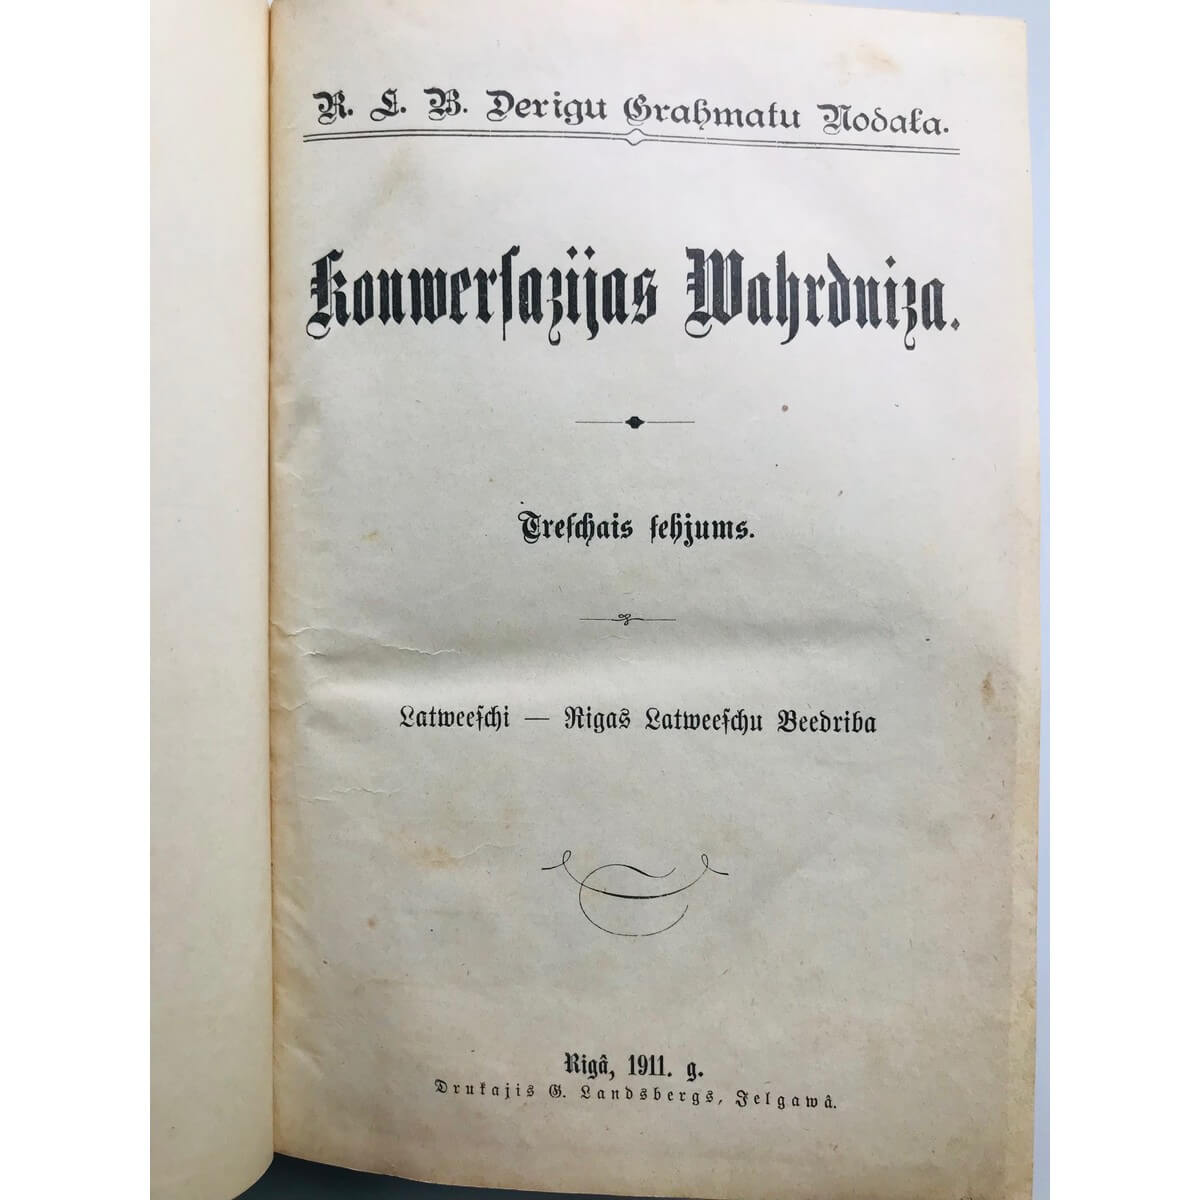 R. L. B. Derigu Grahmatu Nodaļa.
Konwerſazijas Wahrdniza.
Treſchais ſehjums.
Latweeſchi — Rigas Latweeſchu Beedriba
Rigâ, 1911. g.
Drukajis G. Landsbergs, Jelgawâ.